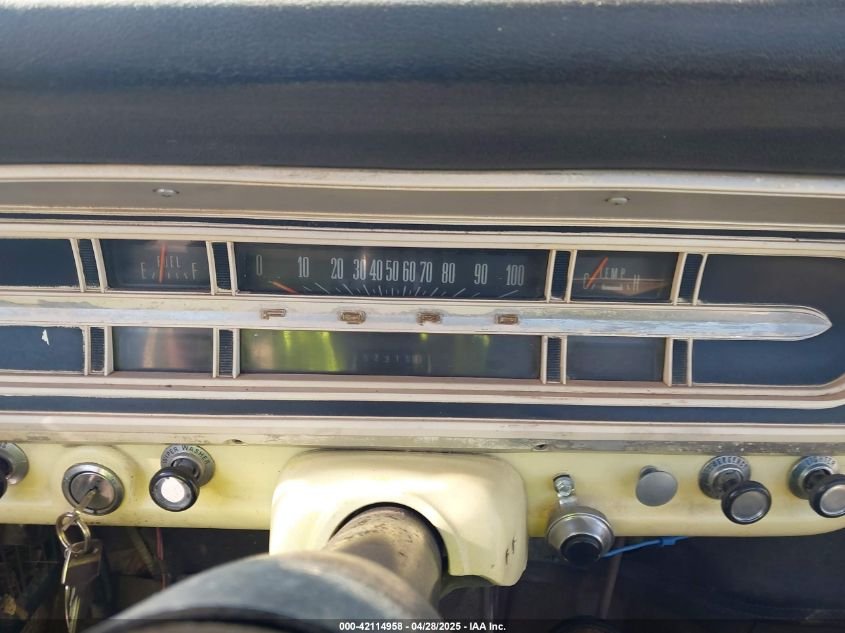 FUEL
E F
0 10 20 30 40 50 60 70 80 90 100
TEMP
C H
FORD
WASHER
000-42114958 - 04/28/2025 - IAA Inc.